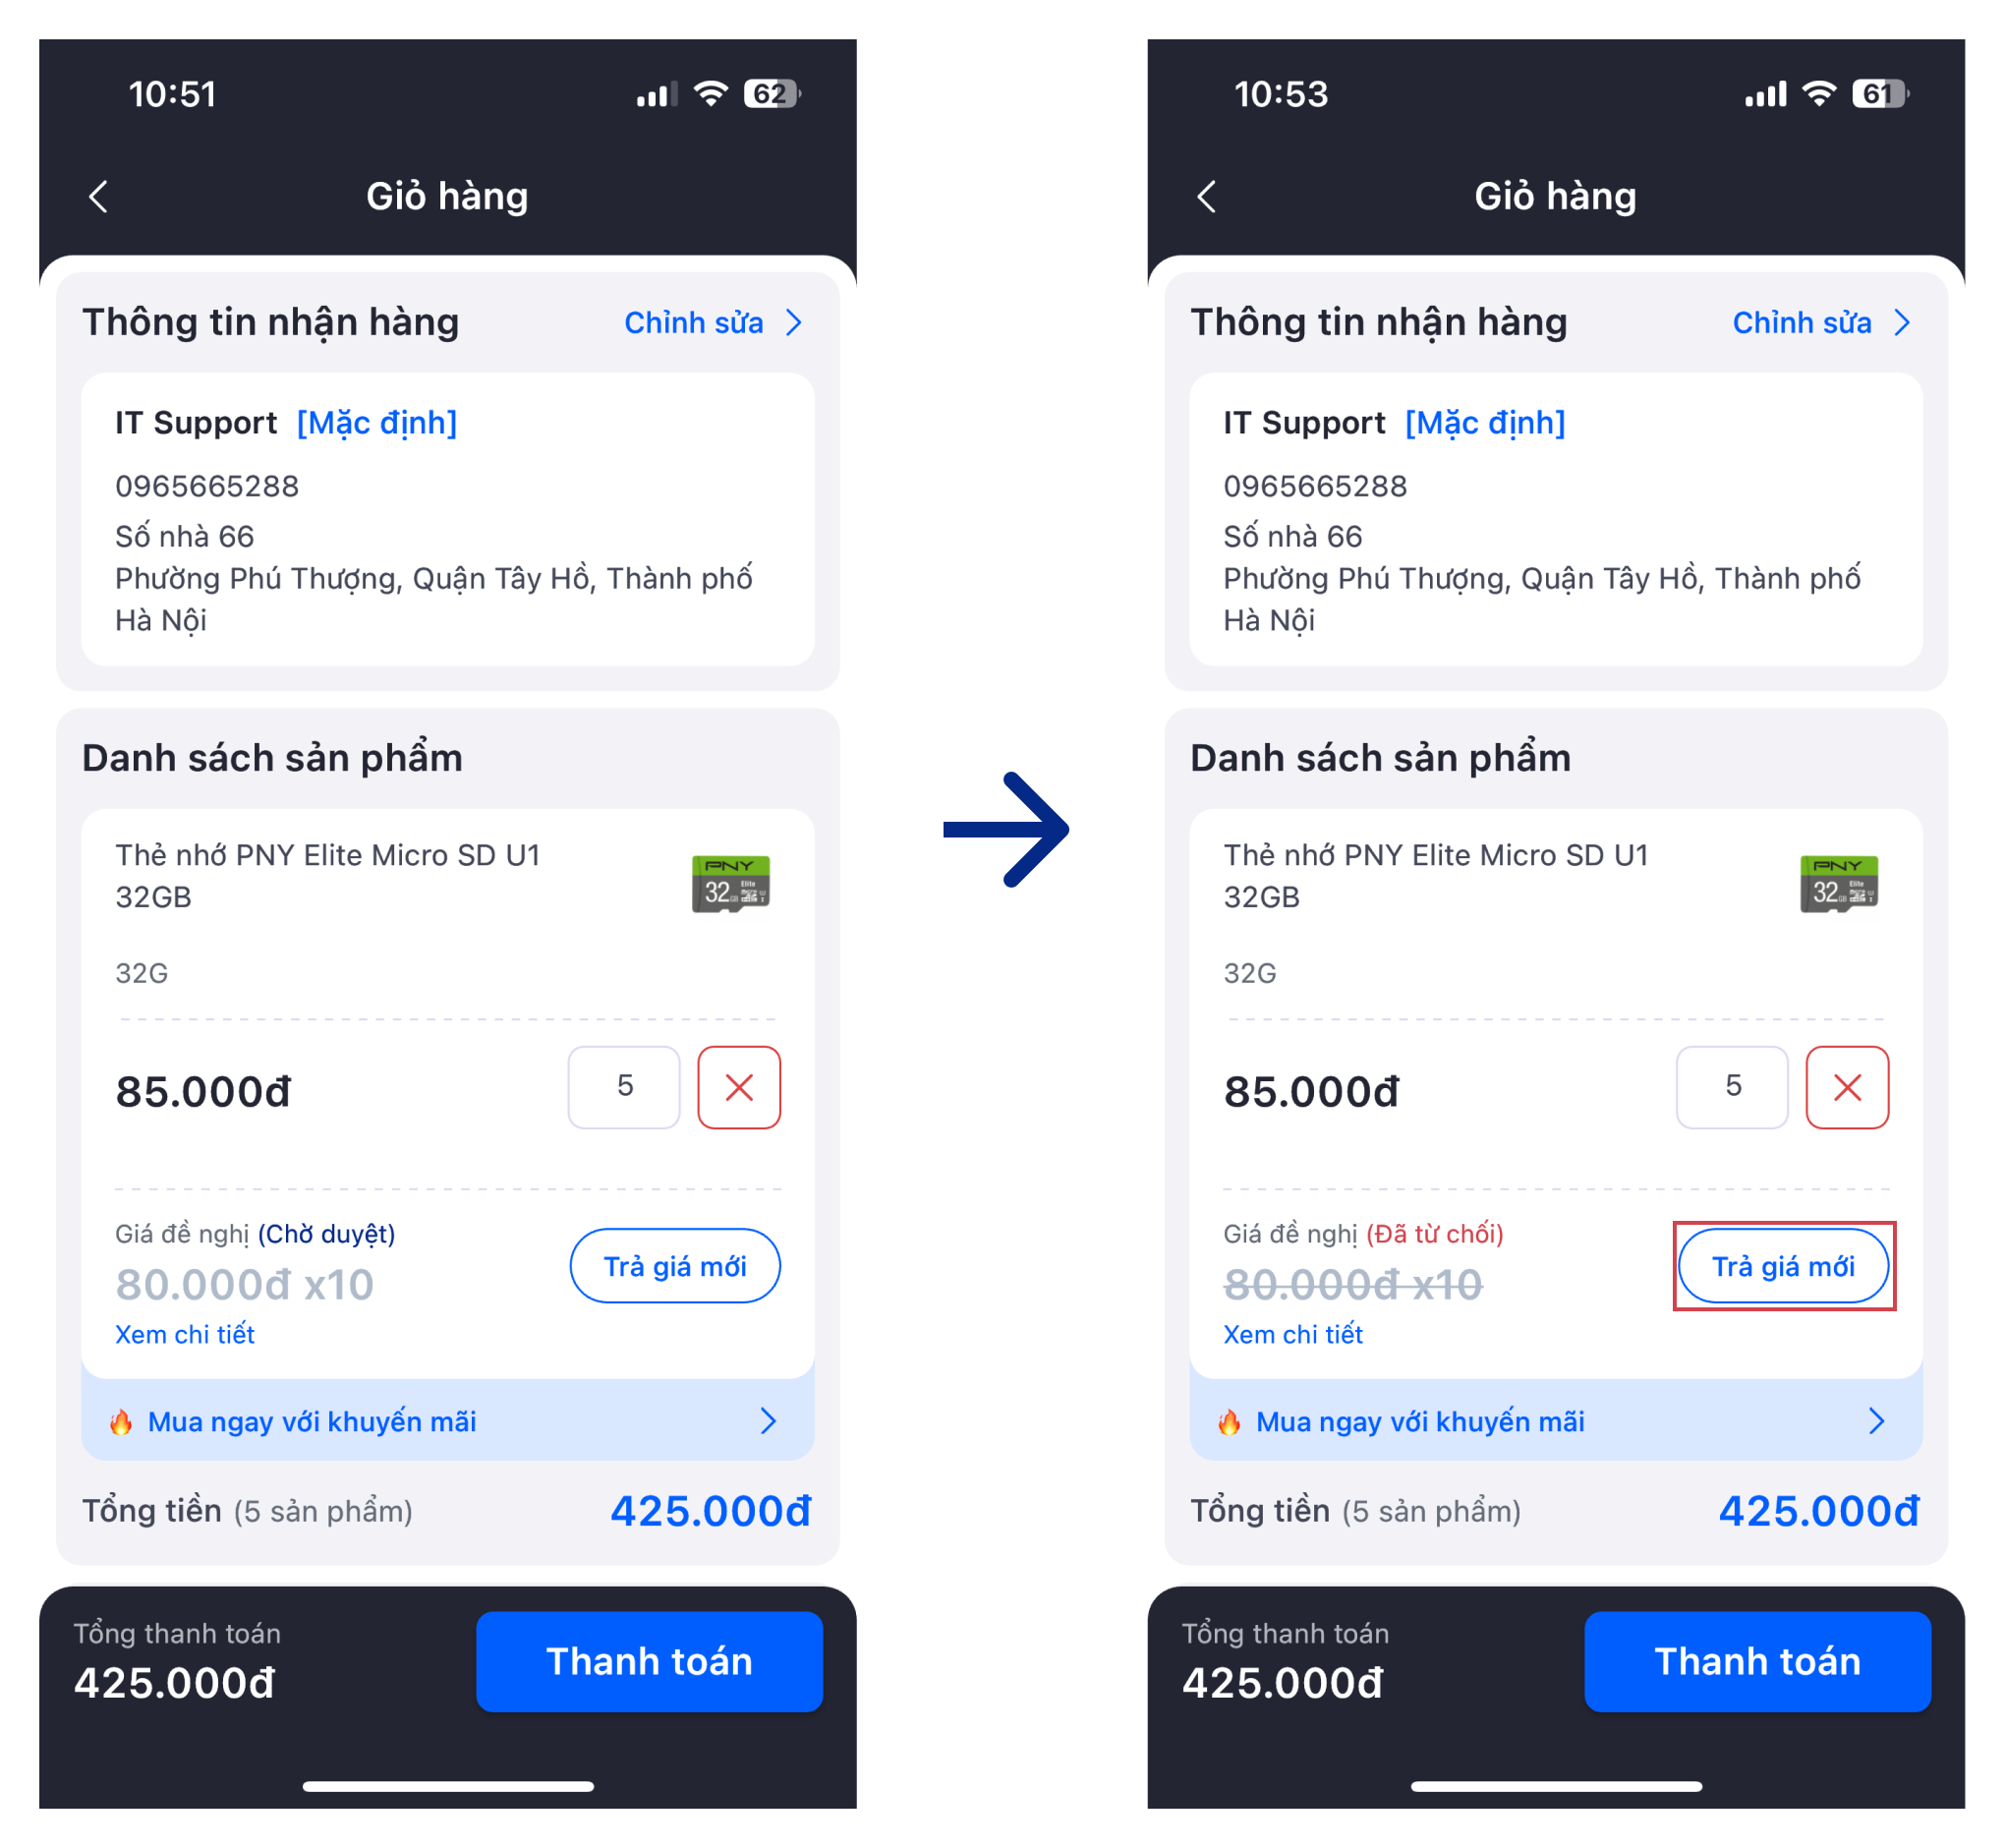 10:51
62
Giỏ hàng
Thông tin nhận hàng
Chỉnh sửa
IT Support [Mặc định]
0965665288
Số nhà 66
Phường Phú Thượng, Quận Tây Hồ, Thành phố
Hà Nội
Danh sách sản phẩm
Thẻ nhớ PNY Elite Micro SD U1
32GB
PNY
32GB
Elite
32G
85.000đ
5
Giá đề nghị (Chờ duyệt)
80.000đ x10
Trả giá mới
Xem chi tiết
Mua ngay với khuyến mãi
Tổng tiền (5 sản phẩm)
425.000đ
Tổng thanh toán
425.000đ
Thanh toán
10:53
61
Giỏ hàng
Thông tin nhận hàng
Chỉnh sửa
IT Support [Mặc định]
0965665288
Số nhà 66
Phường Phú Thượng, Quận Tây Hồ, Thành phố
Hà Nội
Danh sách sản phẩm
Thẻ nhớ PNY Elite Micro SD U1
32GB
PNY
32GB
Elite
32G
85.000đ
5
Giá đề nghị (Đã từ chối)
80.000đ x10
Trả giá mới
Xem chi tiết
Mua ngay với khuyến mãi
Tổng tiền (5 sản phẩm)
425.000đ
Tổng thanh toán
425.000đ
Thanh toán